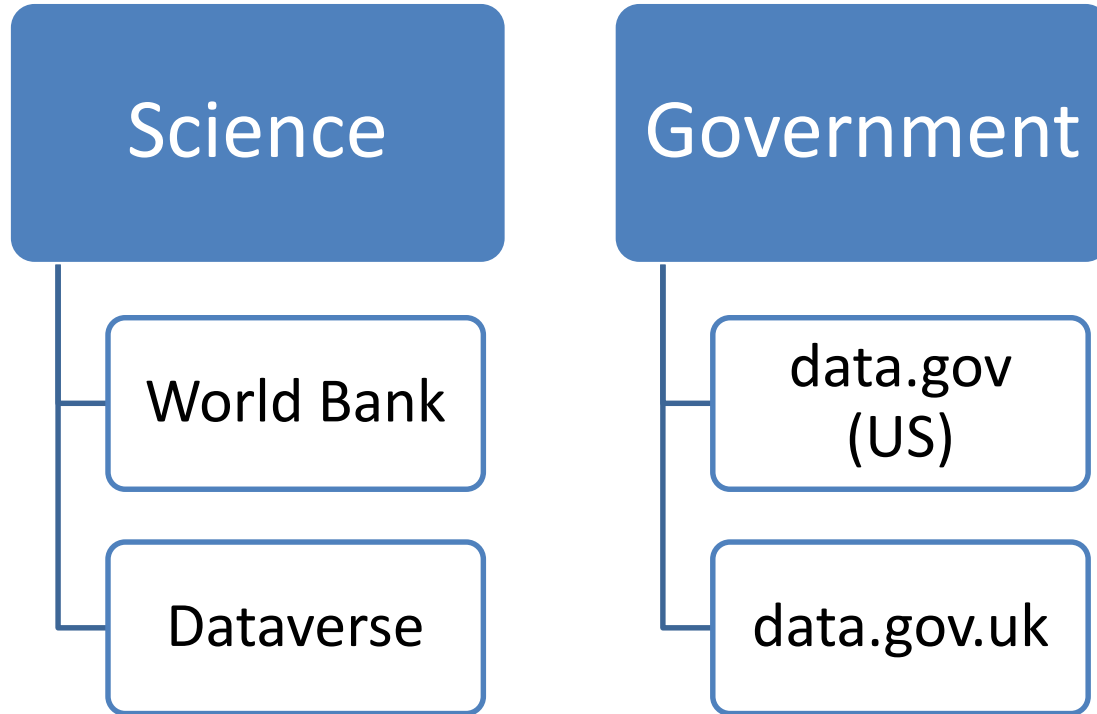 Science
World Bank
Dataverse
Government
data.gov
(US)
data.gov.uk